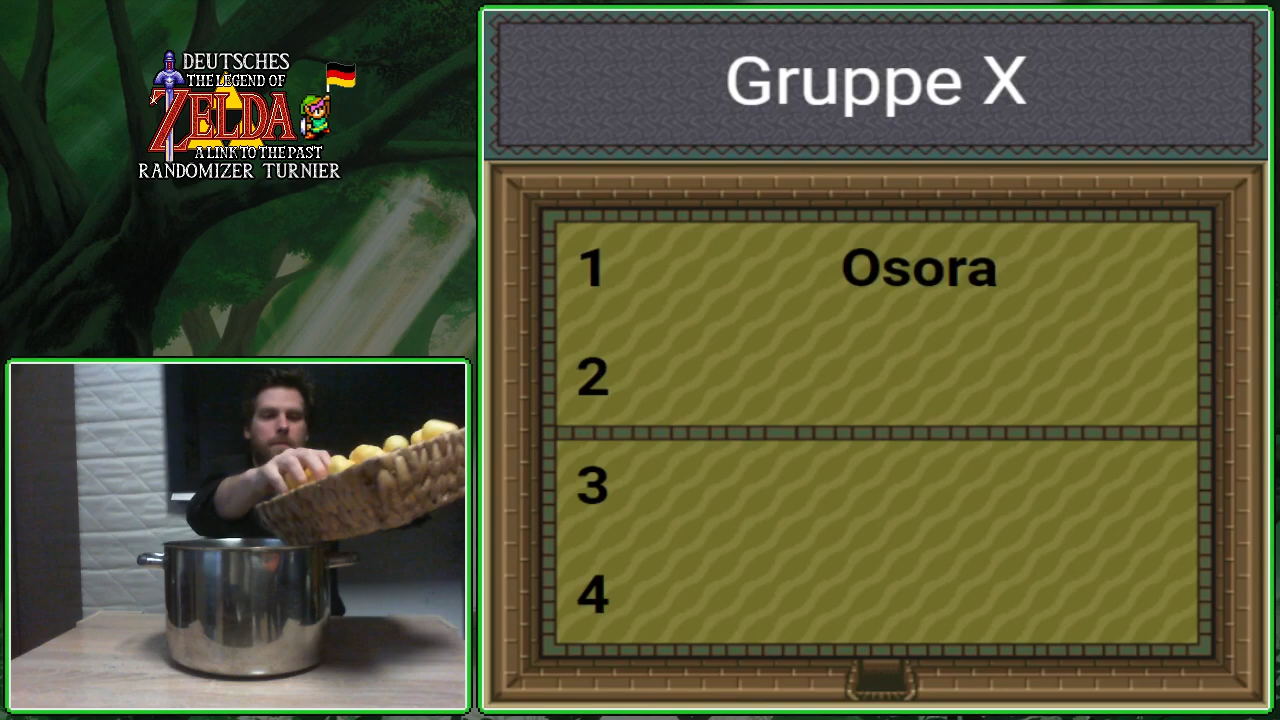 DEUTSCHES
THE LEGEND OF
ZELDA
A LINK TO THE PAST
RANDOMIZER TURNIER
Gruppe X
1 Osora
2
3
4